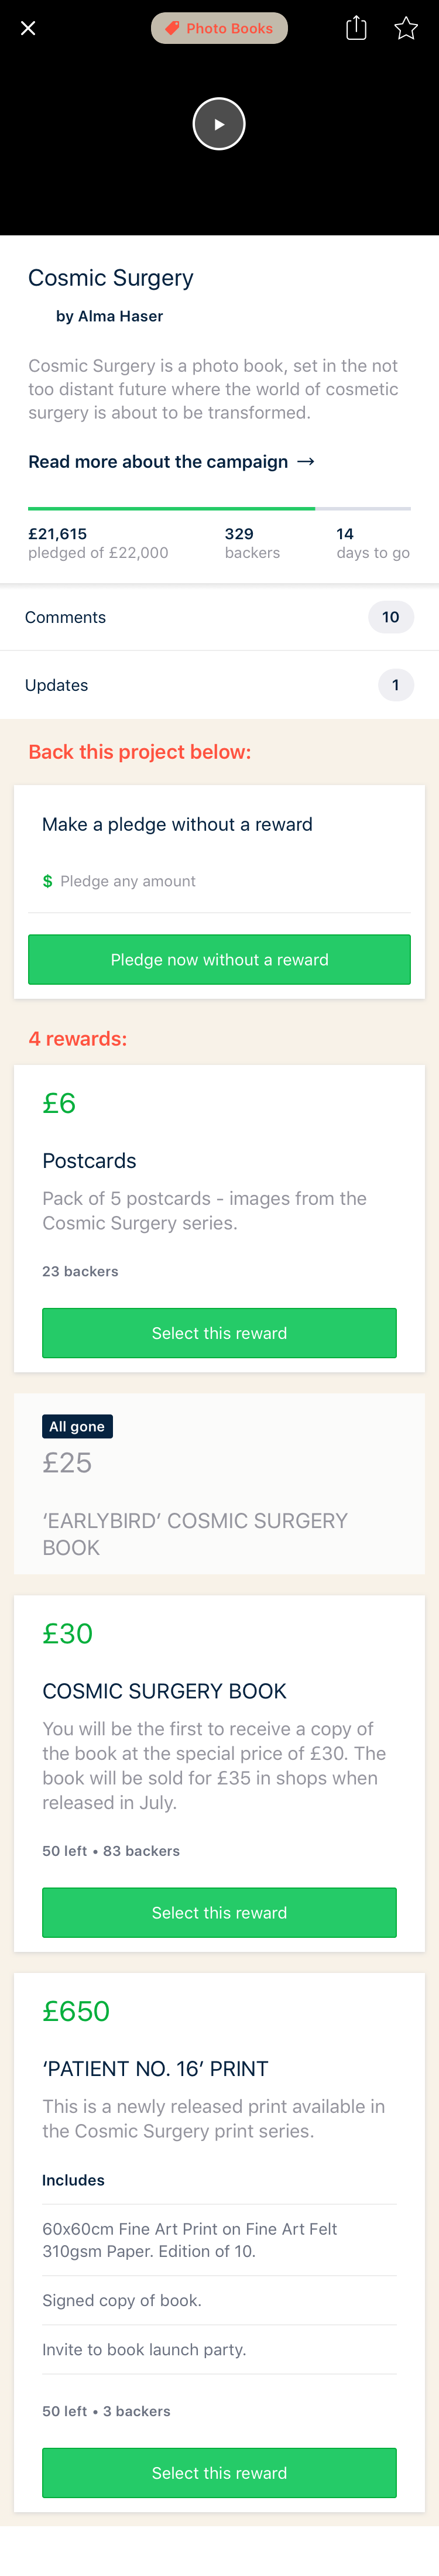 Photo Books
Cosmic Surgery
by Alma Haser
Cosmic Surgery is a photo book, set in the not
too distant future where the world of cosmetic
surgery is about to be transformed.
Read more about the campaign →
£21,615
pledged of £22,000
329
backers
14
days to go
Comments
10
Updates
1
Back this project below:
Make a pledge without a reward
$ Pledge any amount
Pledge now without a reward
4 rewards:
£6
Postcards
Pack of 5 postcards - images from the
Cosmic Surgery series.
23 backers
Select this reward
All gone
£25
‘EARLYBIRD’ COSMIC SURGERY
BOOK
£30
COSMIC SURGERY BOOK
You will be the first to receive a copy of
the book at the special price of £30. The
book will be sold for £35 in shops when
released in July.
50 left • 83 backers
Select this reward
£650
‘PATIENT NO. 16’ PRINT
This is a newly released print available in
the Cosmic Surgery print series.
Includes
60x60cm Fine Art Print on Fine Art Felt
310gsm Paper. Edition of 10.
Signed copy of book.
Invite to book launch party.
50 left • 3 backers
Select this reward